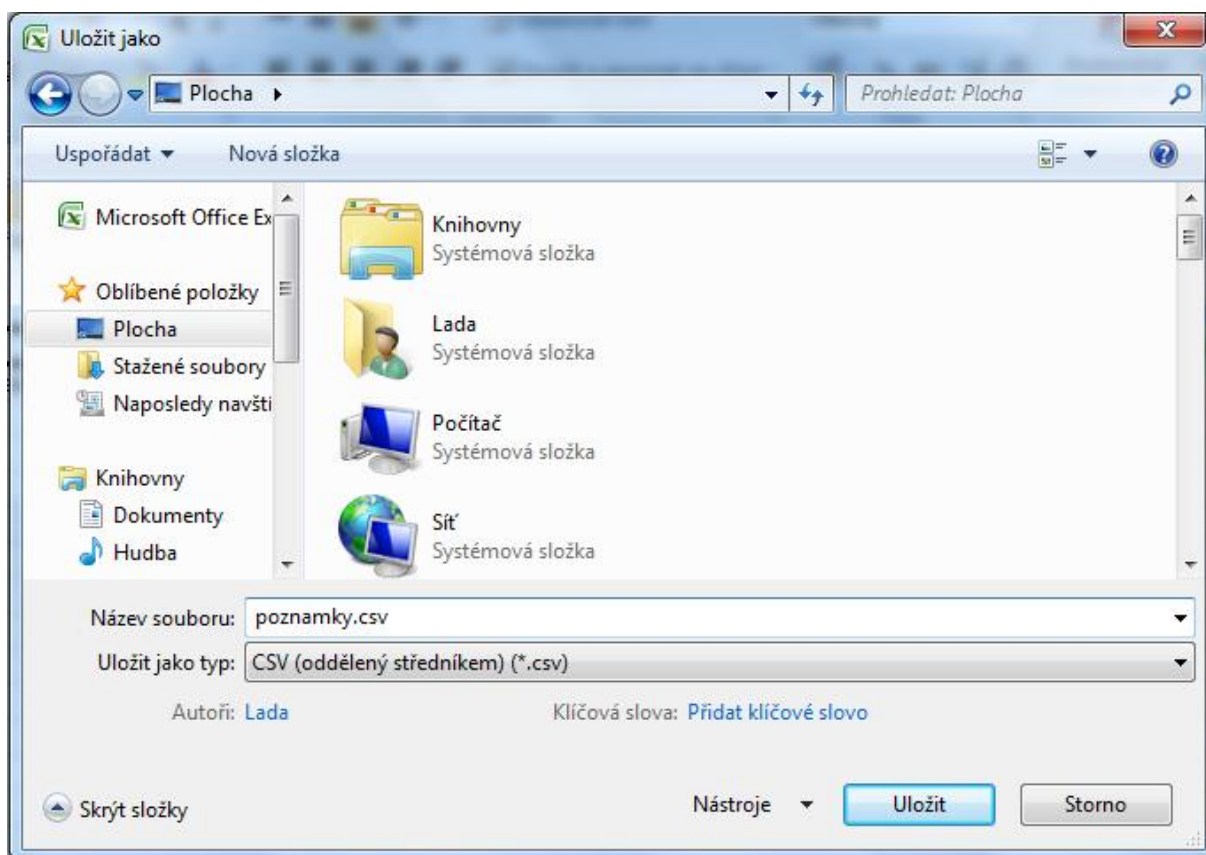 Uložit jako
Plocha
Prohledat: Plocha
Uspořádat
Nová složka
Microsoft Office Ex
Oblíbené položky
Plocha
Stažené soubory
Naposledy navšti
Knihovny
Dokumenty
Hudba
Knihovny
Systémová složka
Lada
Systémová složka
Počítač
Systémová složka
Síť
Systémová složka
Název souboru: poznamky.csv
Uložit jako typ: CSV (oddělený středníkem) (*.csv)
Autoři: Lada
Klíčová slova: Přidat klíčové slovo
Skrýt složky
Nástroje
Uložit
Storno